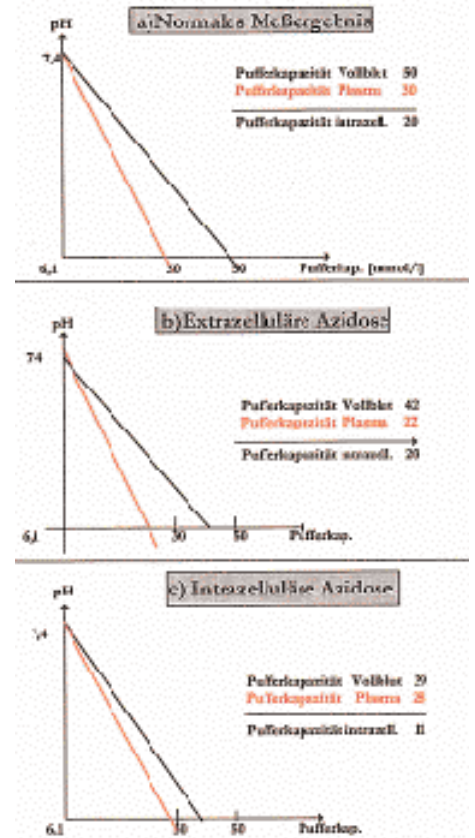 a)Normales Meßergebnis
pH
7,4
Pufferkapazität Vollblut 50
Pufferkapazität Plasma 30
Pufferkapazität intrazell. 20
6,1 30 50 Pufferkap. [mmol/l]
b)Extrazelluläre Azidose
pH
74
Pufferkapazität Vollblut 42
Pufferkapazität Plasma 22
Pufferkapazität intrazell. 20
6,1 30 50 Pufferkap.
c) Intrazelluläre Azidose
pH
7,4
Pufferkapazität Vollblut 39
Pufferkapazität Plasma 28
Pufferkapazität intrazell. 11
6,1 30 50 Pufferkap.